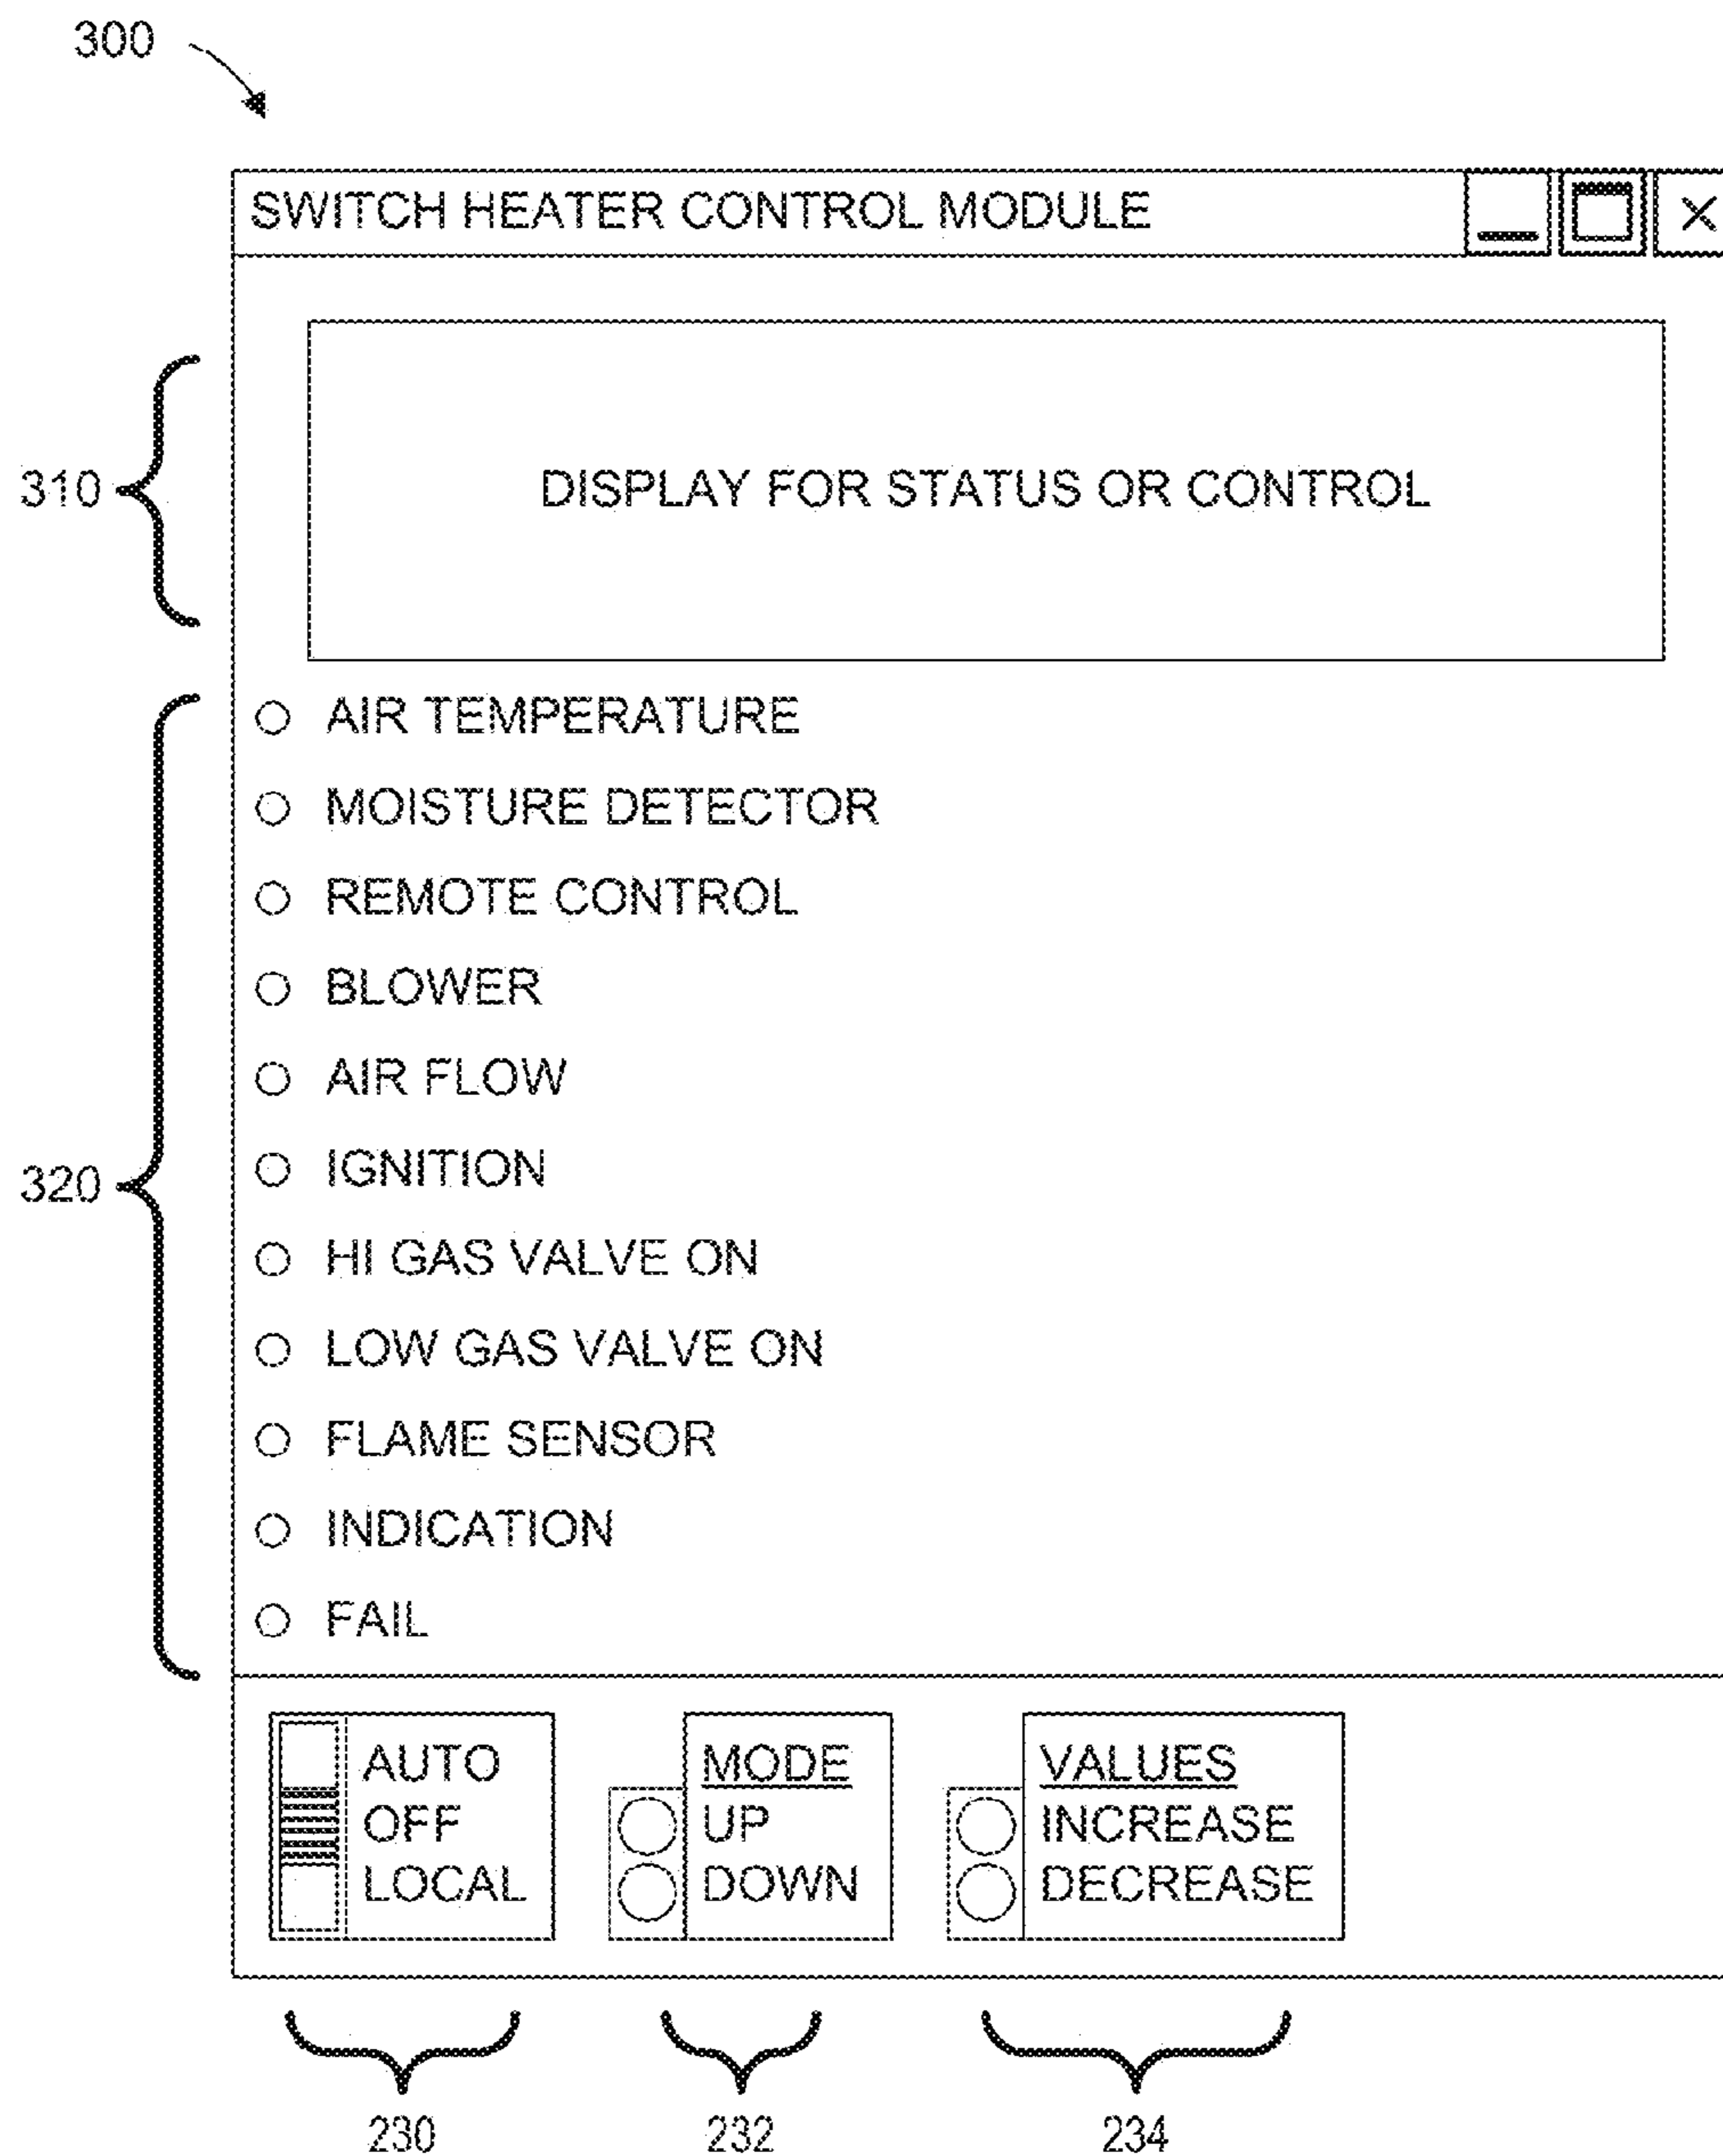 300
SWITCH HEATER CONTROL MODULE
310
DISPLAY FOR STATUS OR CONTROL
320
AIR TEMPERATURE
MOISTURE DETECTOR
REMOTE CONTROL
BLOWER
AIR FLOW
IGNITION
HI GAS VALVE ON
LOW GAS VALVE ON
FLAME SENSOR
INDICATION
FAIL
AUTO
OFF
LOCAL
MODE
UP
DOWN
VALUES
INCREASE
DECREASE
230
232
234